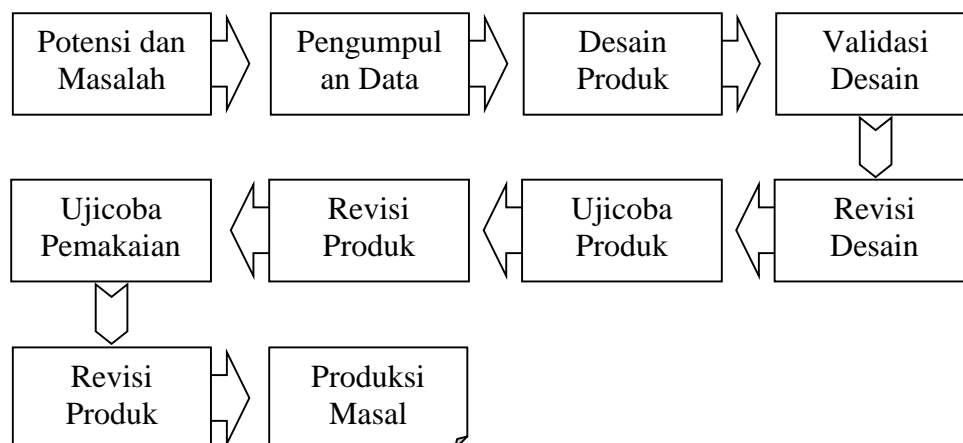 Potensi dan
Masalah
Pengumpul
an Data
Desain
Produk
Validasi
Desain
Revisi
Desain
Ujicoba
Produk
Revisi
Produk
Ujicoba
Pemakaian
Revisi
Produk
Produksi
Masal